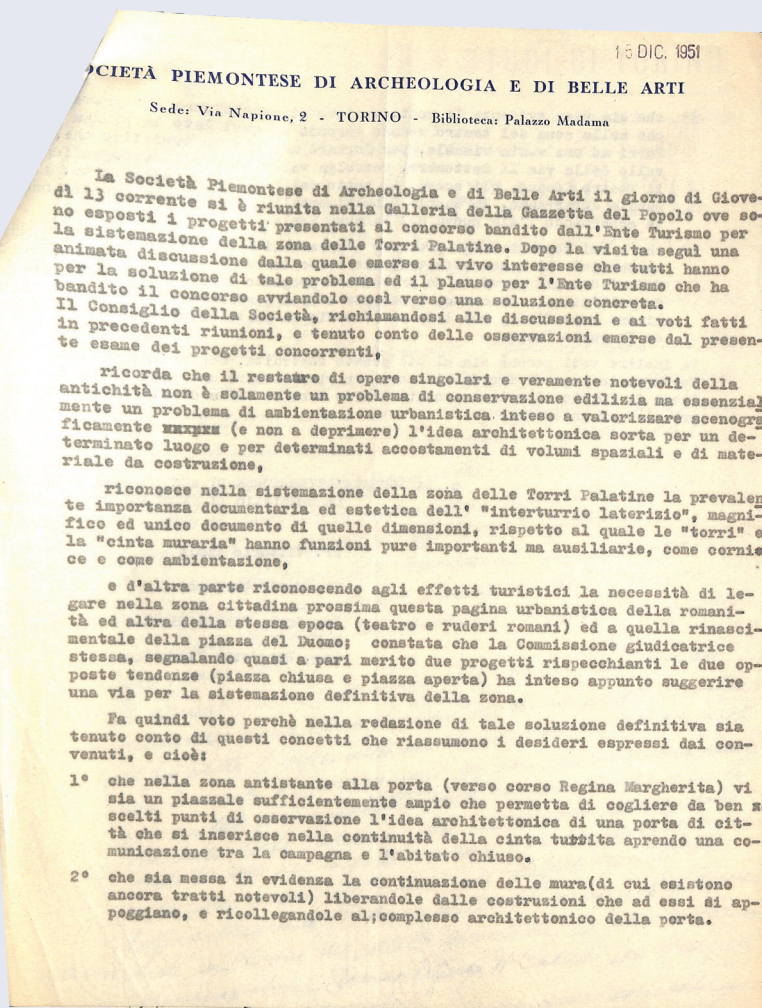 15 DIC. 1951
SOCIETÀ PIEMONTESE DI ARCHEOLOGIA E DI BELLE ARTI
Sede: Via Napione, 2 - TORINO - Biblioteca: Palazzo Madama
La Società Piemontese di Archeologia e di Belle Arti il giorno di Giove-
dì 13 corrente si è riunita nella Galleria della Gazzetta del Popolo ove so-
no esposti i progetti presentati al concorso bandito dall'Ente Turismo per
la sistemazione della zona delle Torri Palatine. Dopo la visita seguì una
animata discussione dalla quale emerse il vivo interesse che tutti hanno
per la soluzione di tale problema ed il plauso per l'Ente Turismo che ha
bandito il concorso avviandolo così verso una soluzione concreta.
Il Consiglio della Società, richiamandosi alle discussioni e ai voti fatti
in precedenti riunioni, e tenuto conto delle osservazioni emerse dal presen-
te esame dei progetti concorrenti,
ricorda che il restauro di opere singolari e veramente notevoli della
antichità non è solamente un problema di conservazione edilizia ma essenzial
mente un problema di ambientazione urbanistica inteso a valorizzare scenogra
ficamente (e non a deprimere) l'idea architettonica sorta per un de-
terminato luogo e per determinati accostamenti di volumi spaziali e di mate-
riale da costruzione,
riconosce nella sistemazione della zona delle Torri Palatine la prevalen
te importanza documentaria ed estetica dell' "interturrio laterizio", magni-
fico ed unico documento di quelle dimensioni, rispetto al quale le "torri" e
la "cinta muraria" hanno funzioni pure importanti ma ausiliarie, come corni
ce e come ambientazione,
e d'altra parte riconoscendo agli effetti turistici la necessità di le-
gare nella zona cittadina prossima questa pagina urbanistica della romani-
tà ed altra della stessa epoca (teatro e ruderi romani) ed a quella rinasci-
mentale della piazza del Duomo; constata che la Commissione giudicatrice
stessa, segnalando quasi a pari merito due progetti rispecchianti le due op-
poste tendenze (piazza chiusa e piazza aperta) ha inteso appunto suggerire
una via per la sistemazione definitiva della zona.
Fa quindi voto perchè nella redazione di tale soluzione definitiva sia
tenuto conto di questi concetti che riassumono i desideri espressi dai con-
venuti, e cioè:
1° che nella zona antistante alla porta (verso corso Regina Margherita) vi
sia un piazzale sufficientemente ampio che permetta di cogliere da ben
scelti punti di osservazione l'idea architettonica di una porta di cit-
tà che si inserisce nella continuità della cinta aprendo una co-
municazione tra la campagna e l'abitato chiuso.
2° che sia messa in evidenza la continuazione delle mura(di cui esistono
ancora tratti notevoli) liberandole dalle costruzioni che ad essi si ap-
poggiano, e ricollegandole al;complesso architettonico della porta.